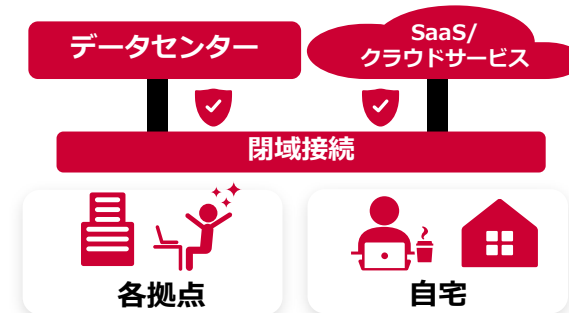 データセンター
SaaS/
クラウドサービス
閉域接続
各拠点
自宅